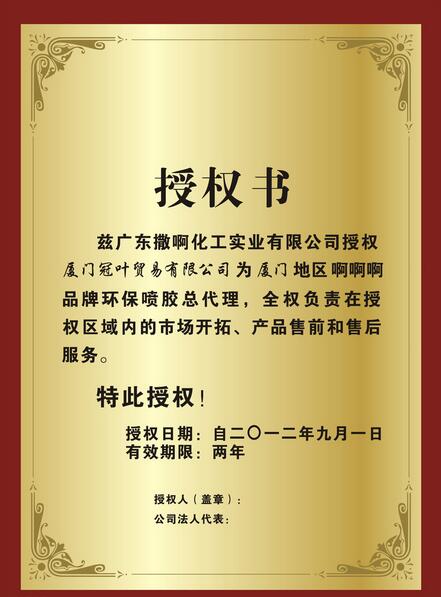 授权书
兹广东撒啊化工实业有限公司授权
厦门冠叶贸易有限公司为厦门地区啊啊啊
品牌环保喷胶总代理，全权负责在授
权区域内的市场开拓、产品售前和售后
服务。
特此授权！
授权日期：自二〇一二年九月一日
有效期限：两年
授权人（盖章）：
公司法人代表：